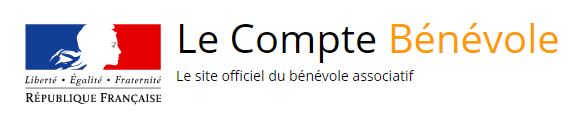 Le Compte Bénévole
Le site officiel du bénévole associatif
Liberté • Égalité • Fraternité
RÉPUBLIQUE FRANÇAISE